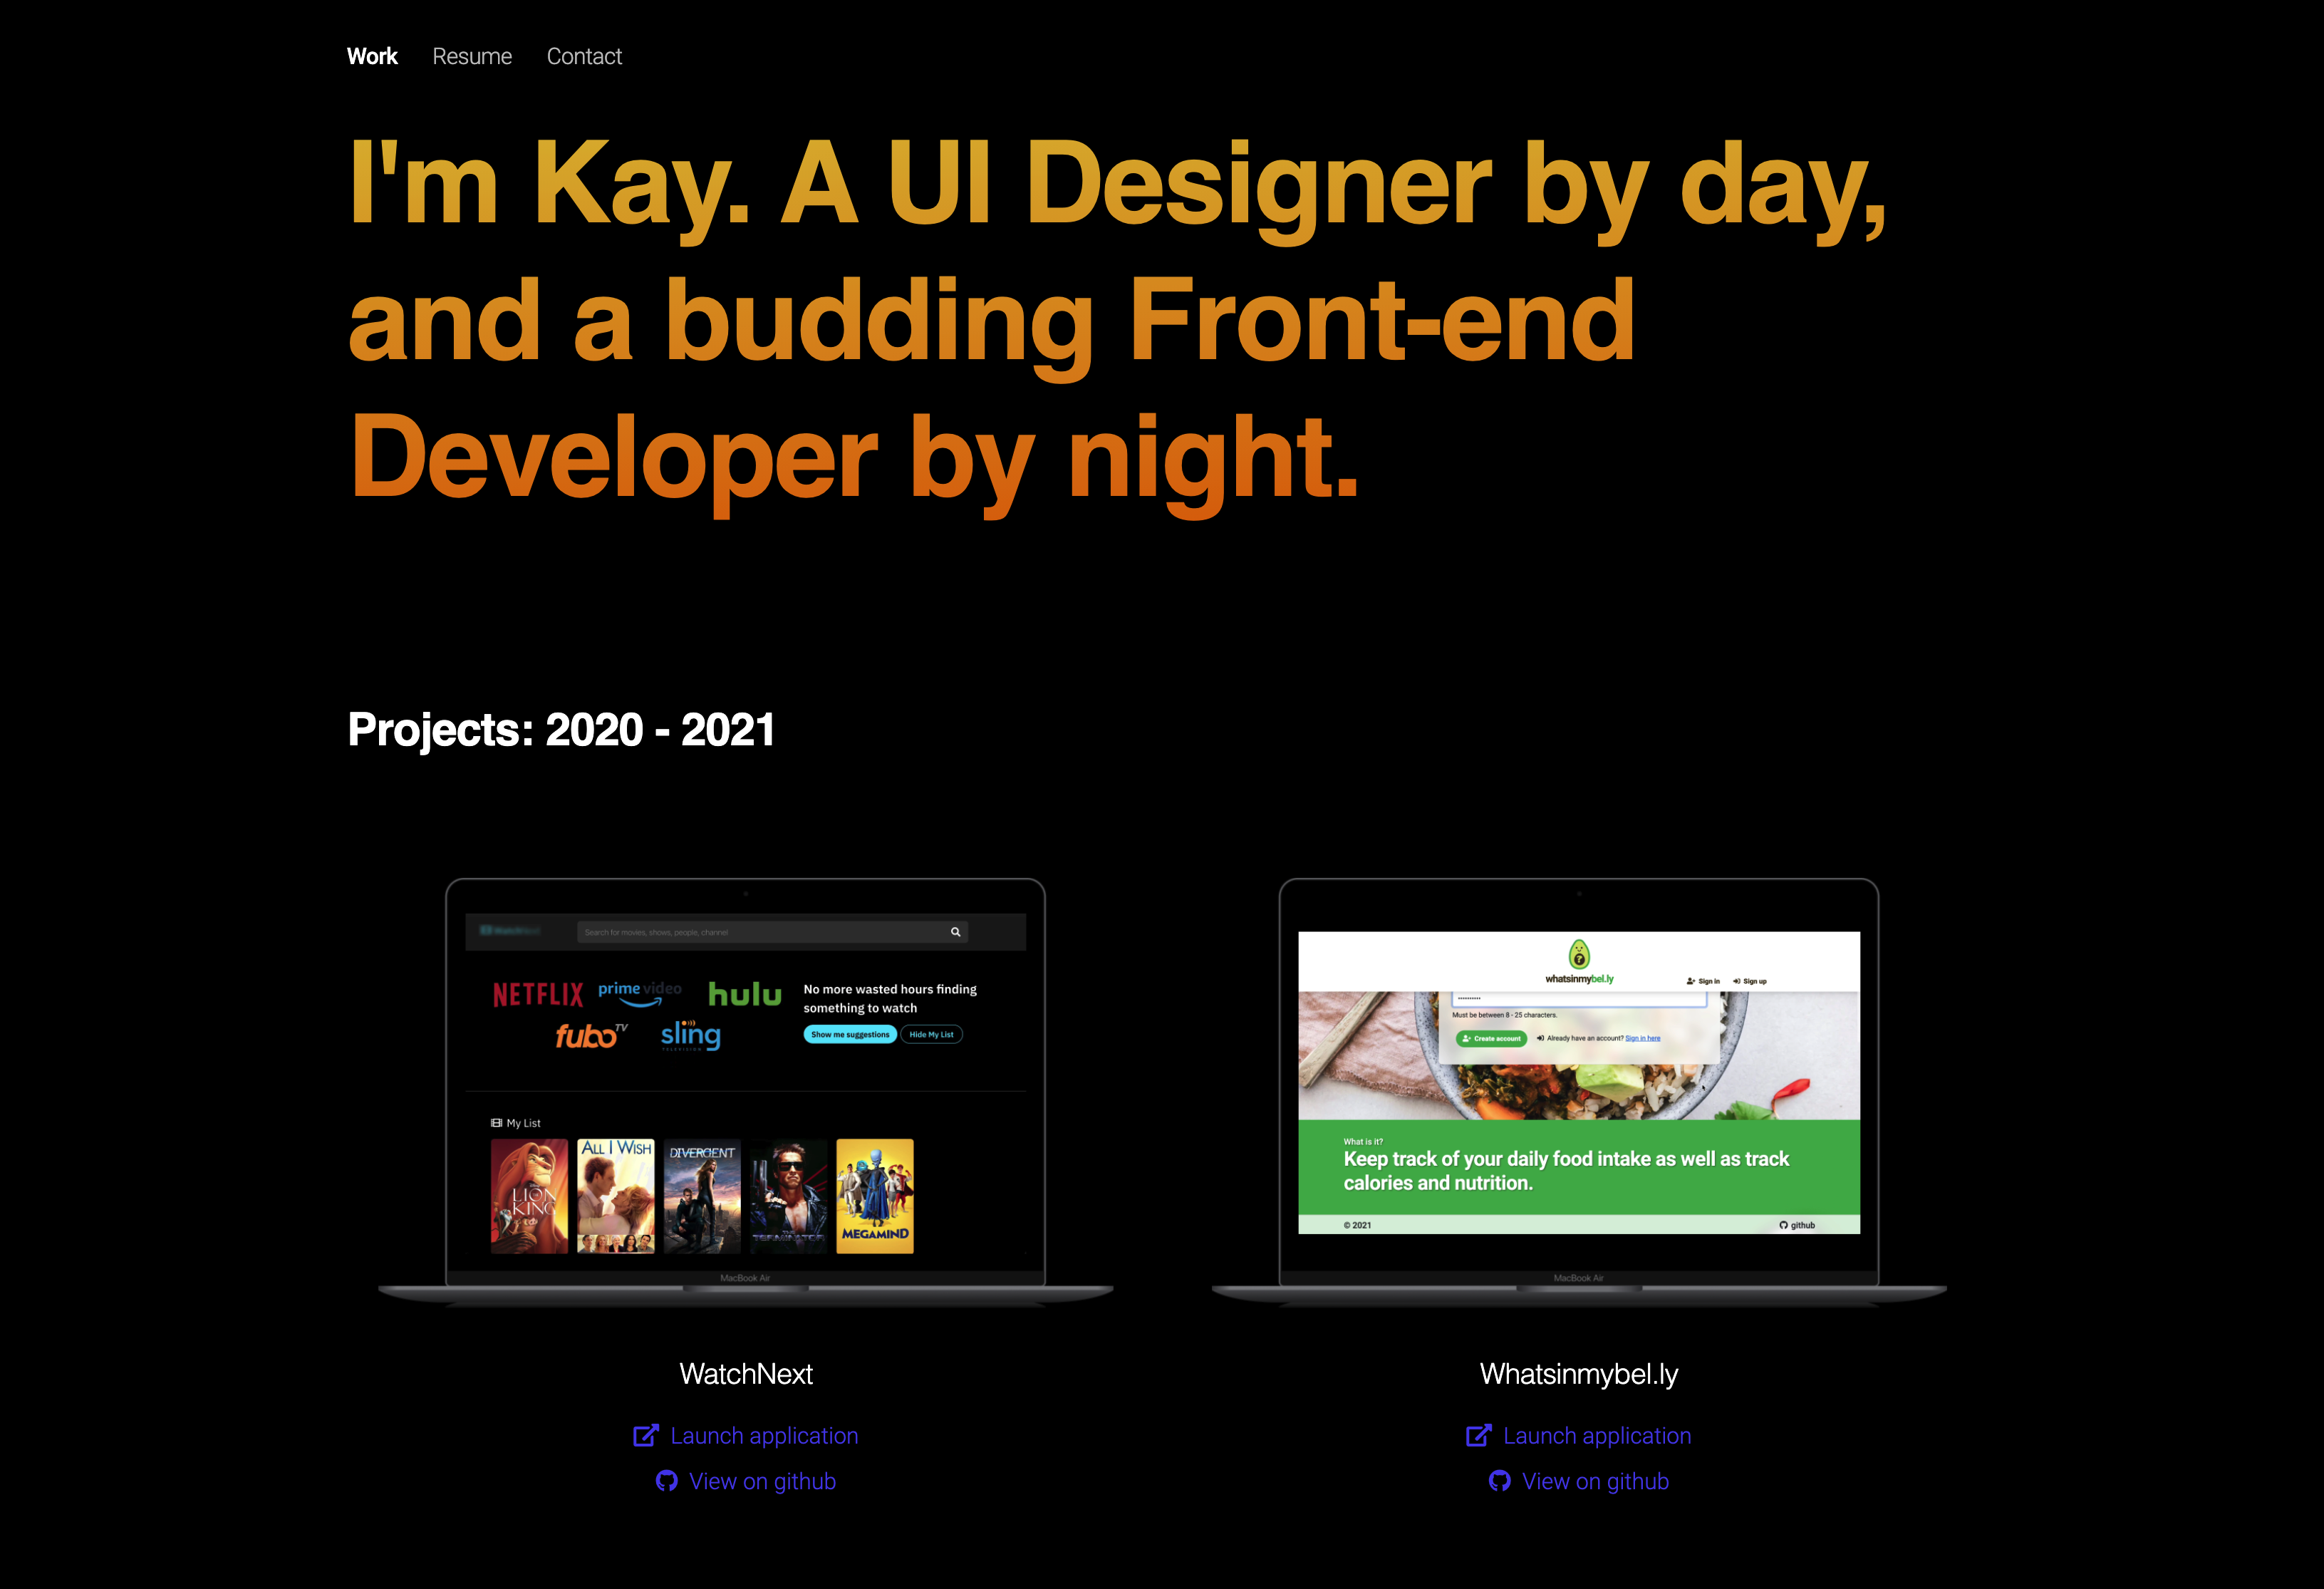 Work Resume Contact
I'm Kay. A UI Designer by day,
and a budding Front-end
Developer by night.
Projects: 2020 - 2021
WatchNext
Search for movies, shows, people, channel
NETFLIX prime video hulu
fubo TV sling
TELEVISION
No more wasted hours finding
something to watch
Show me suggestions Hide My List
My List
THE LION KING
ALL I WISH
DIVERGENT
THE TERMINATOR
MEGAMIND
MacBook Air
whatsinmybel.ly
Sign in Sign up
Must be between 8 - 25 characters.
Create account Already have an account? Sign in here
What is it?
Keep track of your daily food intake as well as track
calories and nutrition.
© 2021 github
MacBook Air
WatchNext
Launch application
View on github
Whatsinmybel.ly
Launch application
View on github